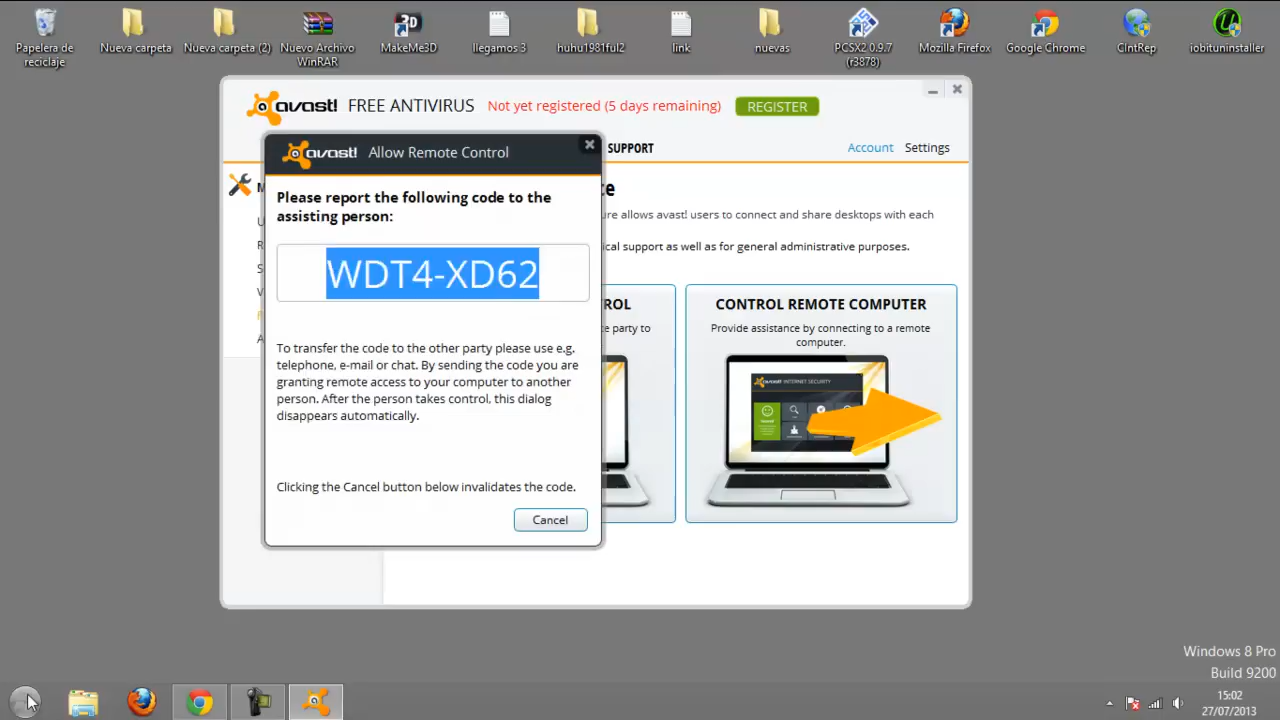 Papelera de
reciclaje
Nueva carpeta
Nueva carpeta (2)
Nuevo Archivo
WinRAR
MakeMe3D
llegamos 3
huhu1981ful2
link
nuevas
PCSX2 0.9.7
(r3878)
Mozilla Firefox
Google Chrome
CintRep
iobituninstaller
avast! FREE ANTIVIRUS Not yet registered (5 days remaining) REGISTER
SUPPORT
Account Settings
avast! Allow Remote Control
Please report the following code to the
assisting person:
WDT4-XD62
To transfer the code to the other party please use e.g.
telephone, e-mail or chat. By sending the code you are
granting remote access to your computer to another
person. After the person takes control, this dialog
disappears automatically.
Clicking the Cancel button below invalidates the code.
Cancel
allows avast! users to connect and share desktops with each
support as well as for general administrative purposes.
party to
CONTROL REMOTE COMPUTER
Provide assistance by connecting to a remote
computer.
avast! INTERNET SECURITY
Windows 8 Pro
Build 9200
15:02
27/07/2013